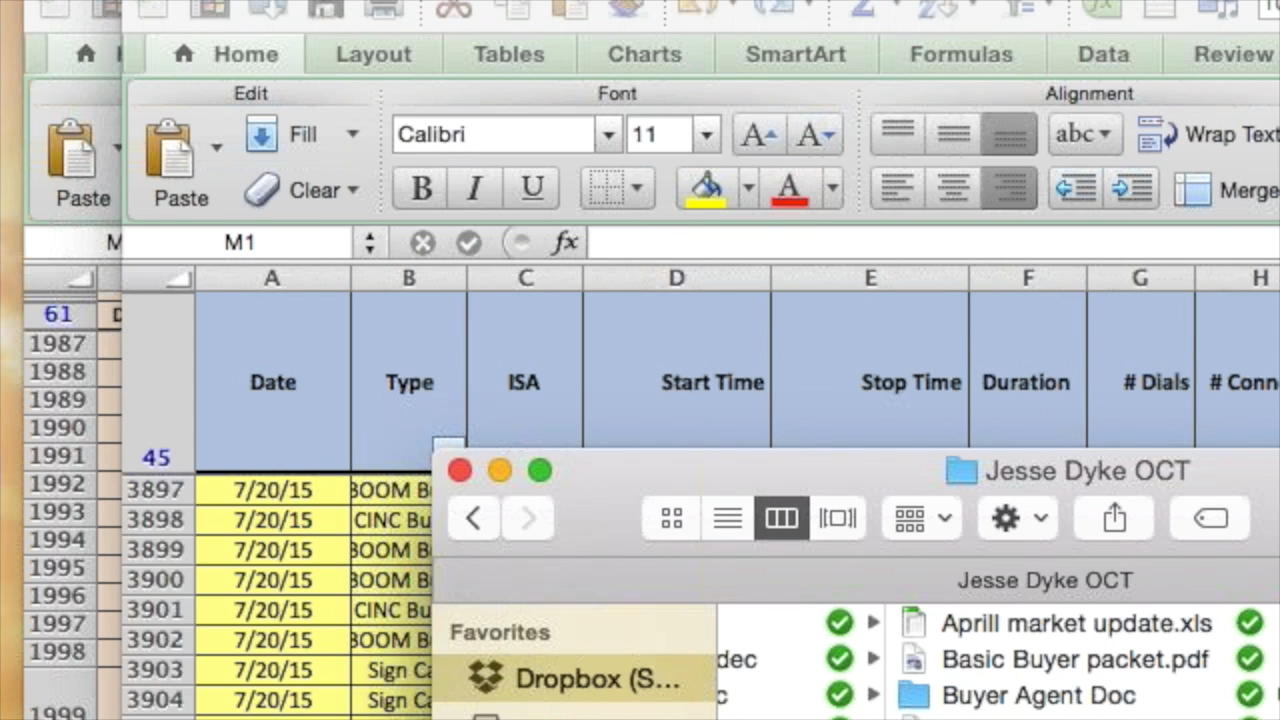 Home Layout Tables Charts SmartArt Formulas Data Review
Edit Font Alignment
Paste Paste Fill Calibri 11 A A abc Wrap Text
Clear B I U A Merge
M M1 fx
A B C D E F G H
61 D
1987
1988
1989
1990
1991
1992
1993
1994
1995
1996
1997
1998
1999
45 Date Type ISA Start Time Stop Time Duration # Dials # Conn
3897 7/20/15 BOOM B
3898 7/20/15 CINC Bu
3899 7/20/15 BOOM B
3900 7/20/15 BOOM B
3901 7/20/15 CINC Bu
3902 7/20/15 BOOM B
3903 7/20/15 Sign Ca
3904 7/20/15 Sign Ca
Jesse Dyke OCT
Jesse Dyke OCT
Favorites
Dropbox (S...
dec
c
Aprill market update.xls
Basic Buyer packet.pdf
Buyer Agent Doc